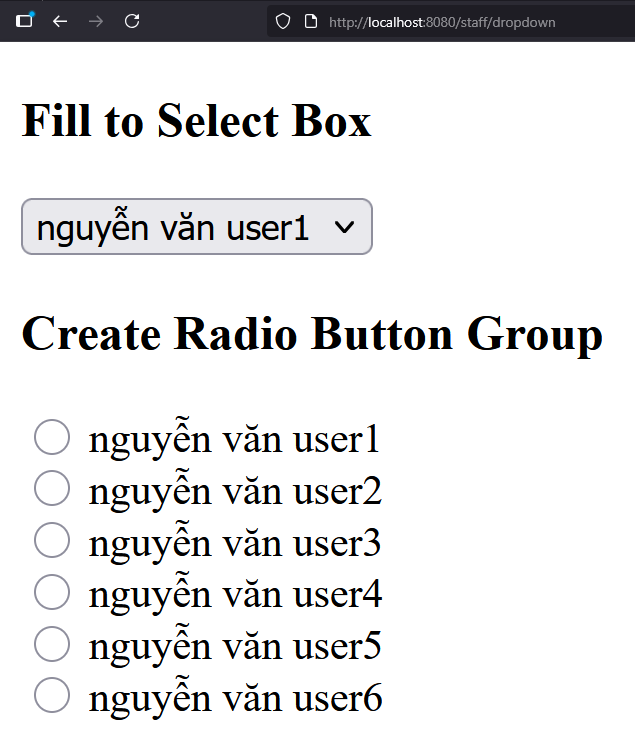 http://localhost:8080/staff/dropdown
Fill to Select Box
nguyễn văn user1
Create Radio Button Group
nguyễn văn user1
nguyễn văn user2
nguyễn văn user3
nguyễn văn user4
nguyễn văn user5
nguyễn văn user6